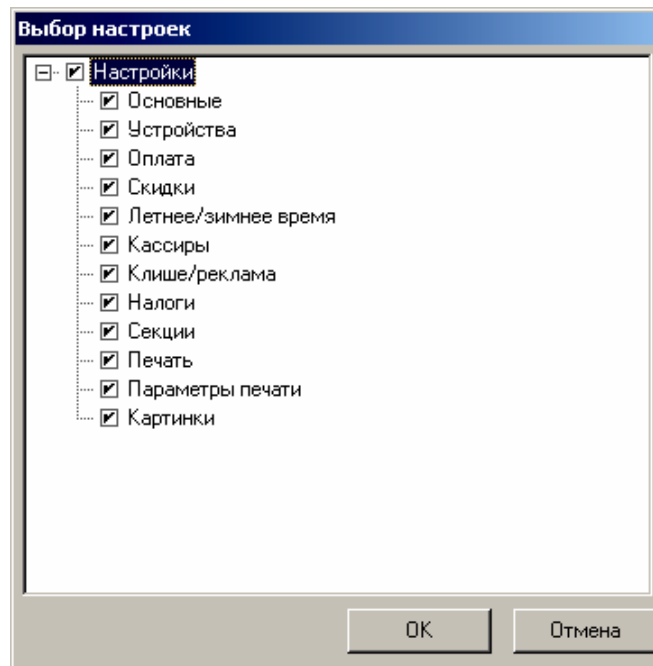 Выбор настроек
Настройки
Основные
Устройства
Оплата
Скидки
Летнее/зимнее время
Кассиры
Клише/реклама
Налоги
Секции
Печать
Параметры печати
Картинки
OK
Отмена